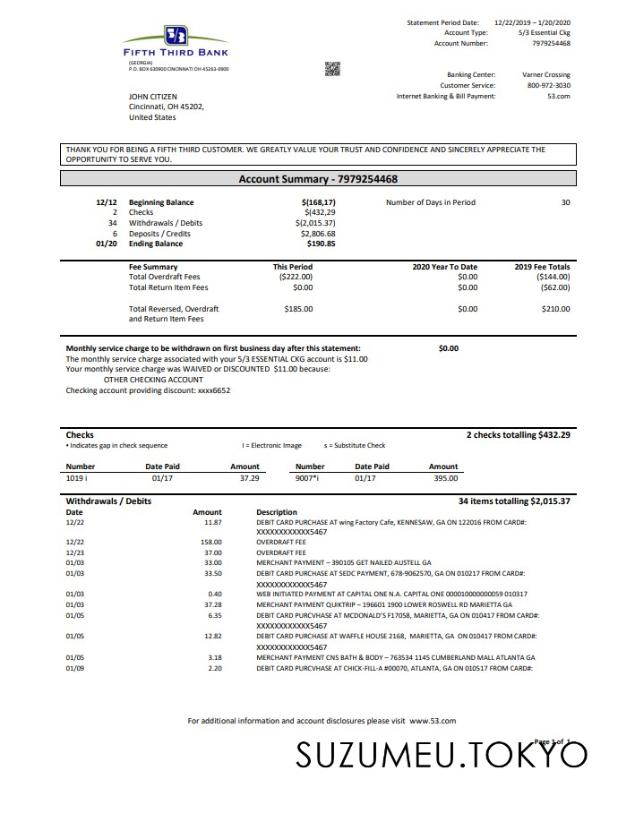 Statement Period Date: 12/22/2019 – 1/20/2020
Account Type: 5/3 Essential Ckg
Account Number: 7979254468
FIFTH THIRD BANK
(GEORGIA)
P.O. BOX 630900 CINCINNATI OH 45263-0900
Banking Center: Varner Crossing
Customer Service: 800-972-3030
Internet Banking & Bill Payment: 53.com
JOHN CITIZEN
Cincinnati, OH 45202,
United States
THANK YOU FOR BEING A FIFTH THIRD CUSTOMER. WE GREATLY VALUE YOUR TRUST AND CONFIDENCE AND SINCERELY APPRECIATE THE
OPPORTUNITY TO SERVE YOU.
Account Summary - 7979254468
12/12 Beginning Balance $(168,17) Number of Days in Period 30
2 Checks $(432,29
34 Withdrawals / Debits $(2,015.37)
6 Deposits / Credits $2,806.68
01/20 Ending Balance $190.85
Fee Summary This Period 2020 Year To Date 2019 Fee Totals
Total Overdraft Fees ($222.00) $0.00 ($144.00)
Total Return Item Fees $0.00 $0.00 ($62.00)
Total Reversed, Overdraft $185.00 $0.00 $210.00
and Return Item Fees
Monthly service charge to be withdrawn on first business day after this statement: $0.00
The monthly service charge associated with your 5/3 ESSENTIAL CKG account is $11.00
Your monthly service charge was WAIVED or DISCOUNTED $11.00 because:
OTHER CHECKING ACCOUNT
Checking account providing discount: xxxx6652
Checks 2 checks totalling $432.29
• Indicates gap in check sequence I = Electronic Image s = Substitute Check
Number Date Paid Amount Number Date Paid Amount
1019 i 01/17 37.29 9007*i 01/17 395.00
Withdrawals / Debits 34 items totalling $2,015.37
Date Amount Description
12/22 11.87 DEBIT CARD PURCHASE AT wing Factory Cafe, KENNESAW, GA ON 122016 FROM CARD#:
XXXXXXXXXXXX5467
12/22 158.00 OVERDRAFT FEE
12/23 37.00 OVERDRAFT FEE
01/03 33.00 MERCHANT PAYMENT – 390105 GET NAILED AUSTELL GA
01/03 33.50 DEBIT CARD PURCHASE AT SEDC PAYMENT, 678-9062570, GA ON 010217 FROM CARD#:
XXXXXXXXXXXX5467
01/03 0.40 WEB INITIATED PAYMENT AT CAPITAL ONE N.A. CAPITAL ONE 000010000000059 010317
01/03 37.28 MERCHANT PAYMENT QUIKTRIP – 196601 1900 LOWER ROSWELL RD MARIETTA GA
01/05 6.35 DEBIT CARD PURCVHASE AT MCDONALD'S F17058, MARIETTA, GA ON 010417 FROM CARD#:
XXXXXXXXXXXX5467
01/05 12.82 DEBIT CARD PURCHASE AT WAFFLE HOUSE 2168, MARIETTA, GA ON 010417 FROM CARD#:
XXXXXXXXXXXX5467
01/05 3.18 MERCHANT PAYMENT CNS BATH & BODY – 763534 1145 CUMBERLAND MALL ATLANTA GA
01/09 2.20 DEBIT CARD PURCVHASE AT CHICK-FILL-A #00070, ATLANTA, GA ON 010517 FROM CARD#:
For additional information and account disclosures please visit www.53.com
Page 1 of 1
SUZUMEU.TOKYO